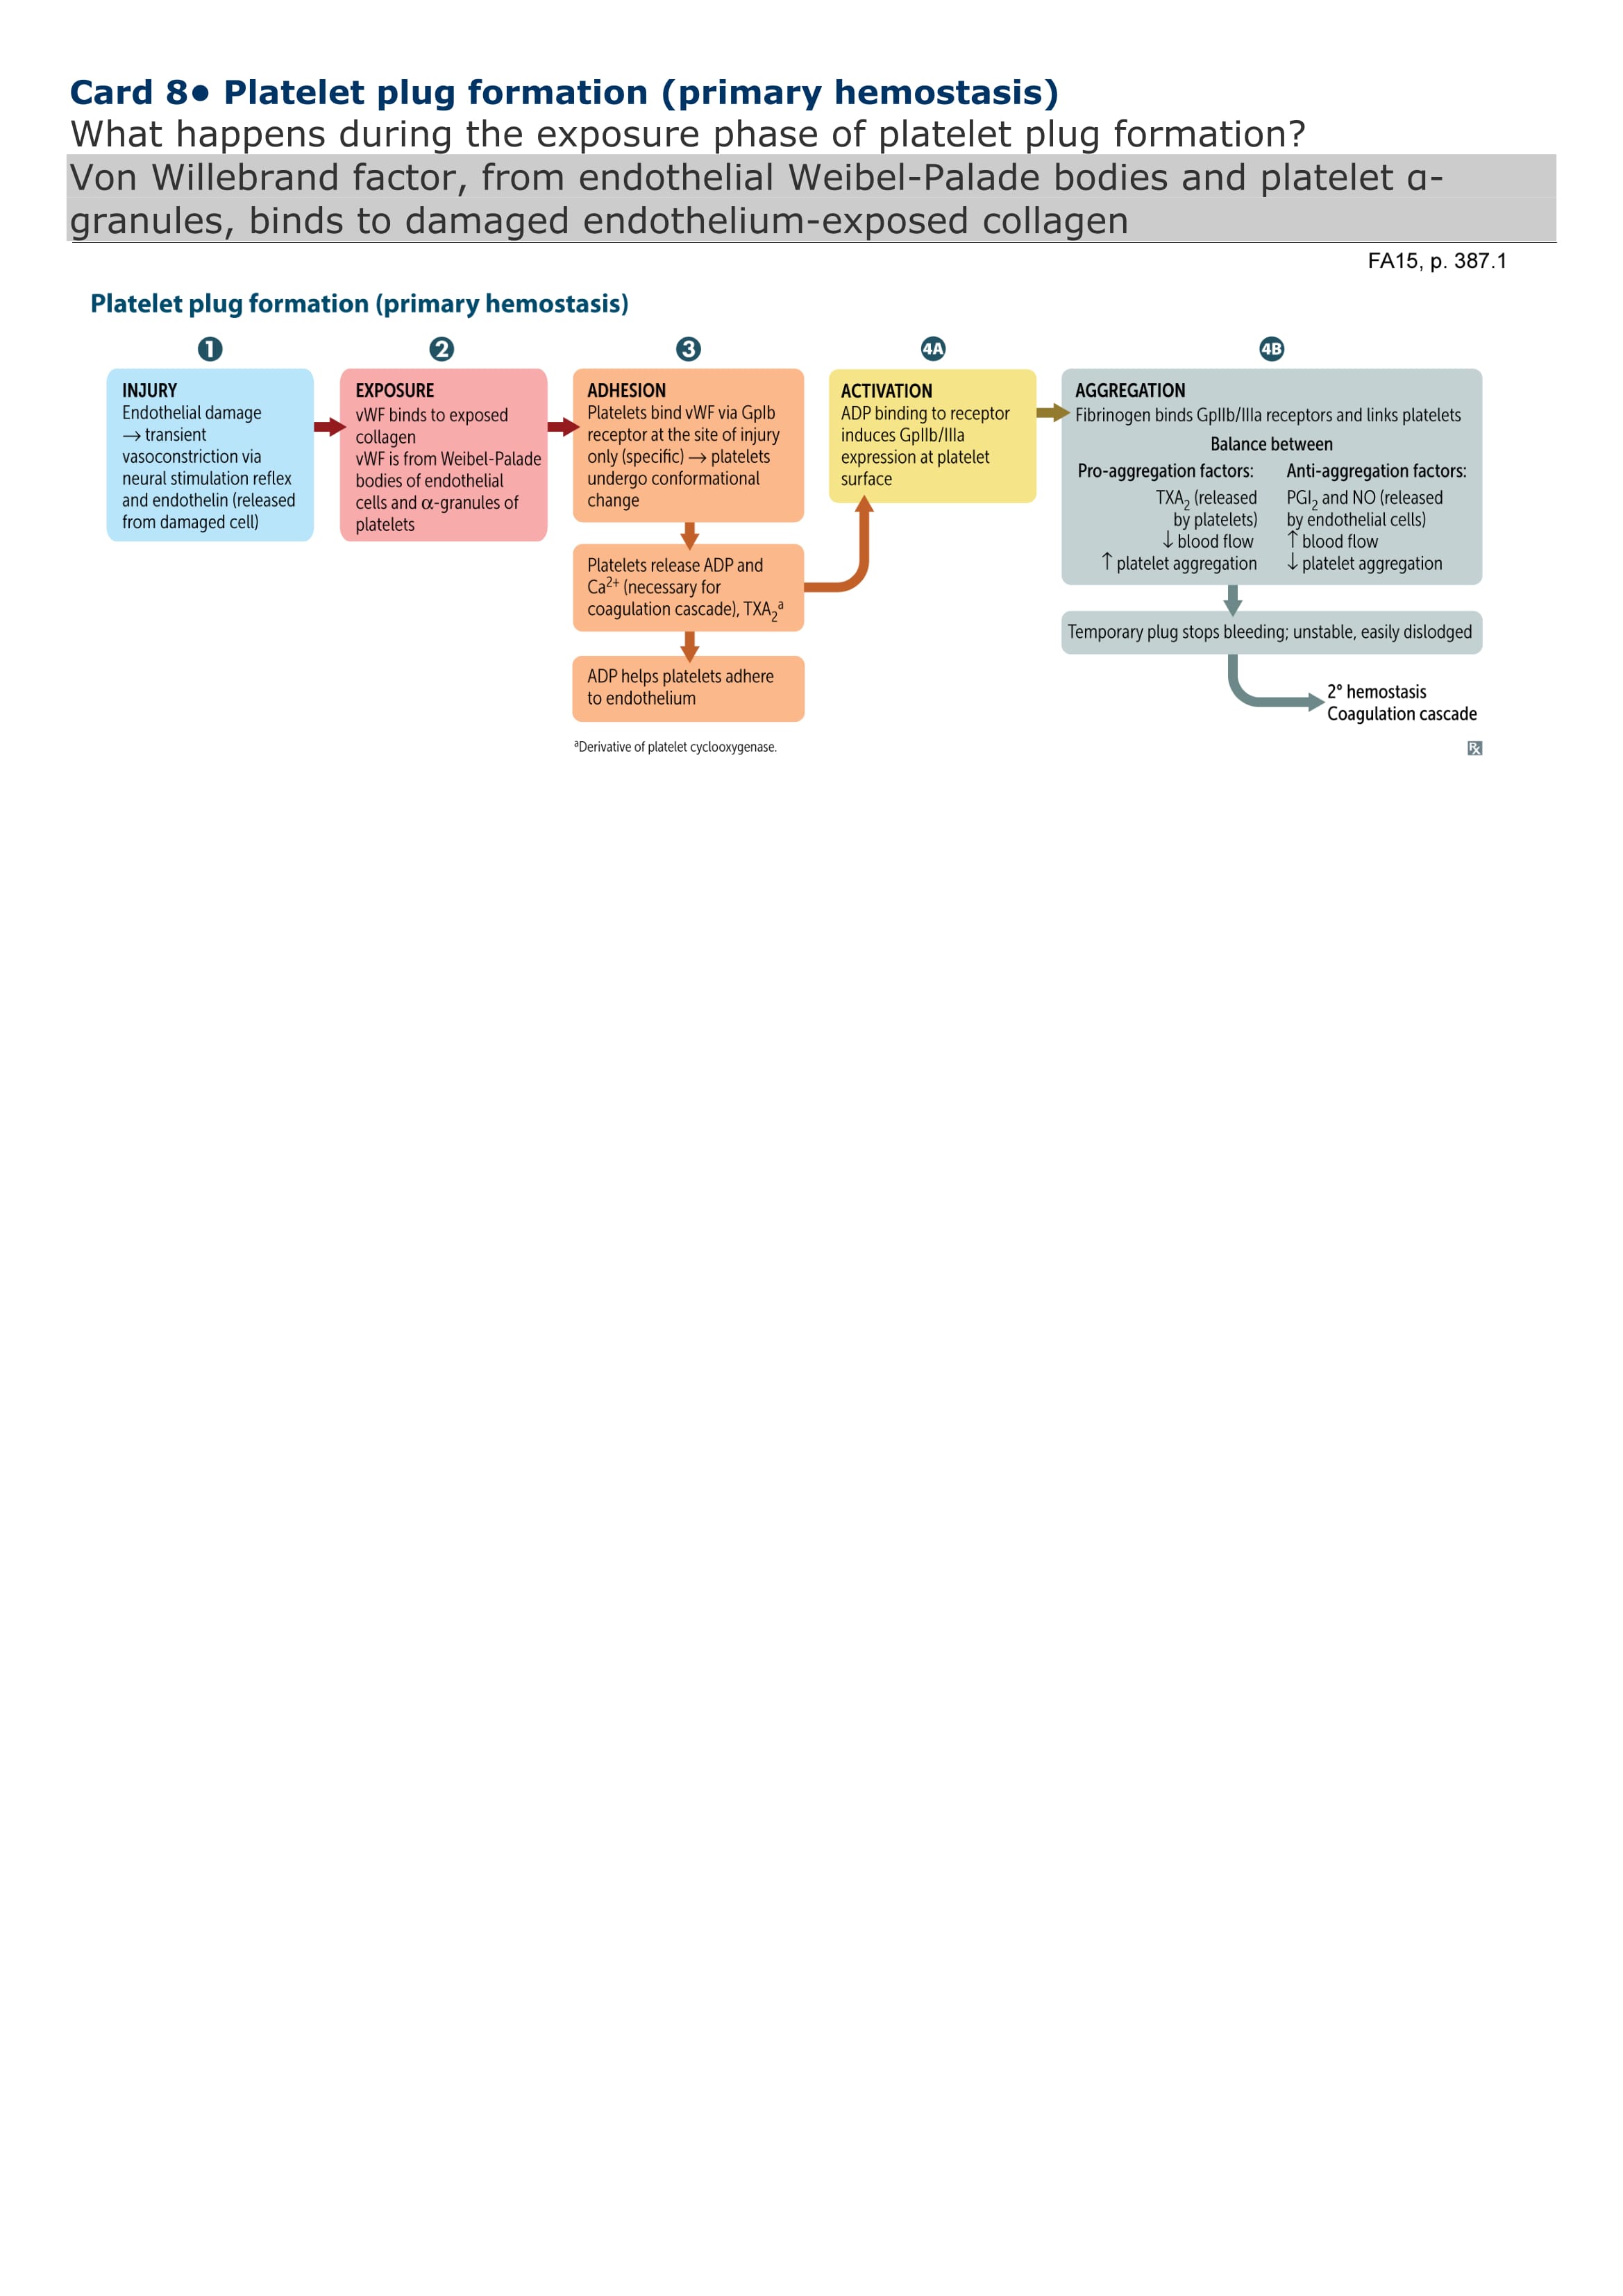 Card 8• Platelet plug formation (primary hemostasis)
What happens during the exposure phase of platelet plug formation?
Von Willebrand factor, from endothelial Weibel-Palade bodies and platelet α-
granules, binds to damaged endothelium-exposed collagen
FA15, p. 387.1
Platelet plug formation (primary hemostasis)
1
INJURY
Endothelial damage
→ transient
vasoconstriction via
neural stimulation reflex
and endothelin (released
from damaged cell)
2
EXPOSURE
vWF binds to exposed
collagen
vWF is from Weibel-Palade
bodies of endothelial
cells and α-granules of
platelets
3
ADHESION
Platelets bind vWF via GpIb
receptor at the site of injury
only (specific) → platelets
undergo conformational
change
Platelets release ADP and
Ca²⁺ (necessary for
coagulation cascade), TXA₂ᵃ
ADP helps platelets adhere
to endothelium
ᵃDerivative of platelet cyclooxygenase.
4A
ACTIVATION
ADP binding to receptor
induces GpIIb/IIIa
expression at platelet
surface
4B
AGGREGATION
Fibrinogen binds GpIIb/IIIa receptors and links platelets
Balance between
Pro-aggregation factors:
TXA₂ (released
by platelets)
↓ blood flow
↑ platelet aggregation
Anti-aggregation factors:
PGI₂ and NO (released
by endothelial cells)
↑ blood flow
↓ platelet aggregation
Temporary plug stops bleeding; unstable, easily dislodged
2° hemostasis
Coagulation cascade
Rx